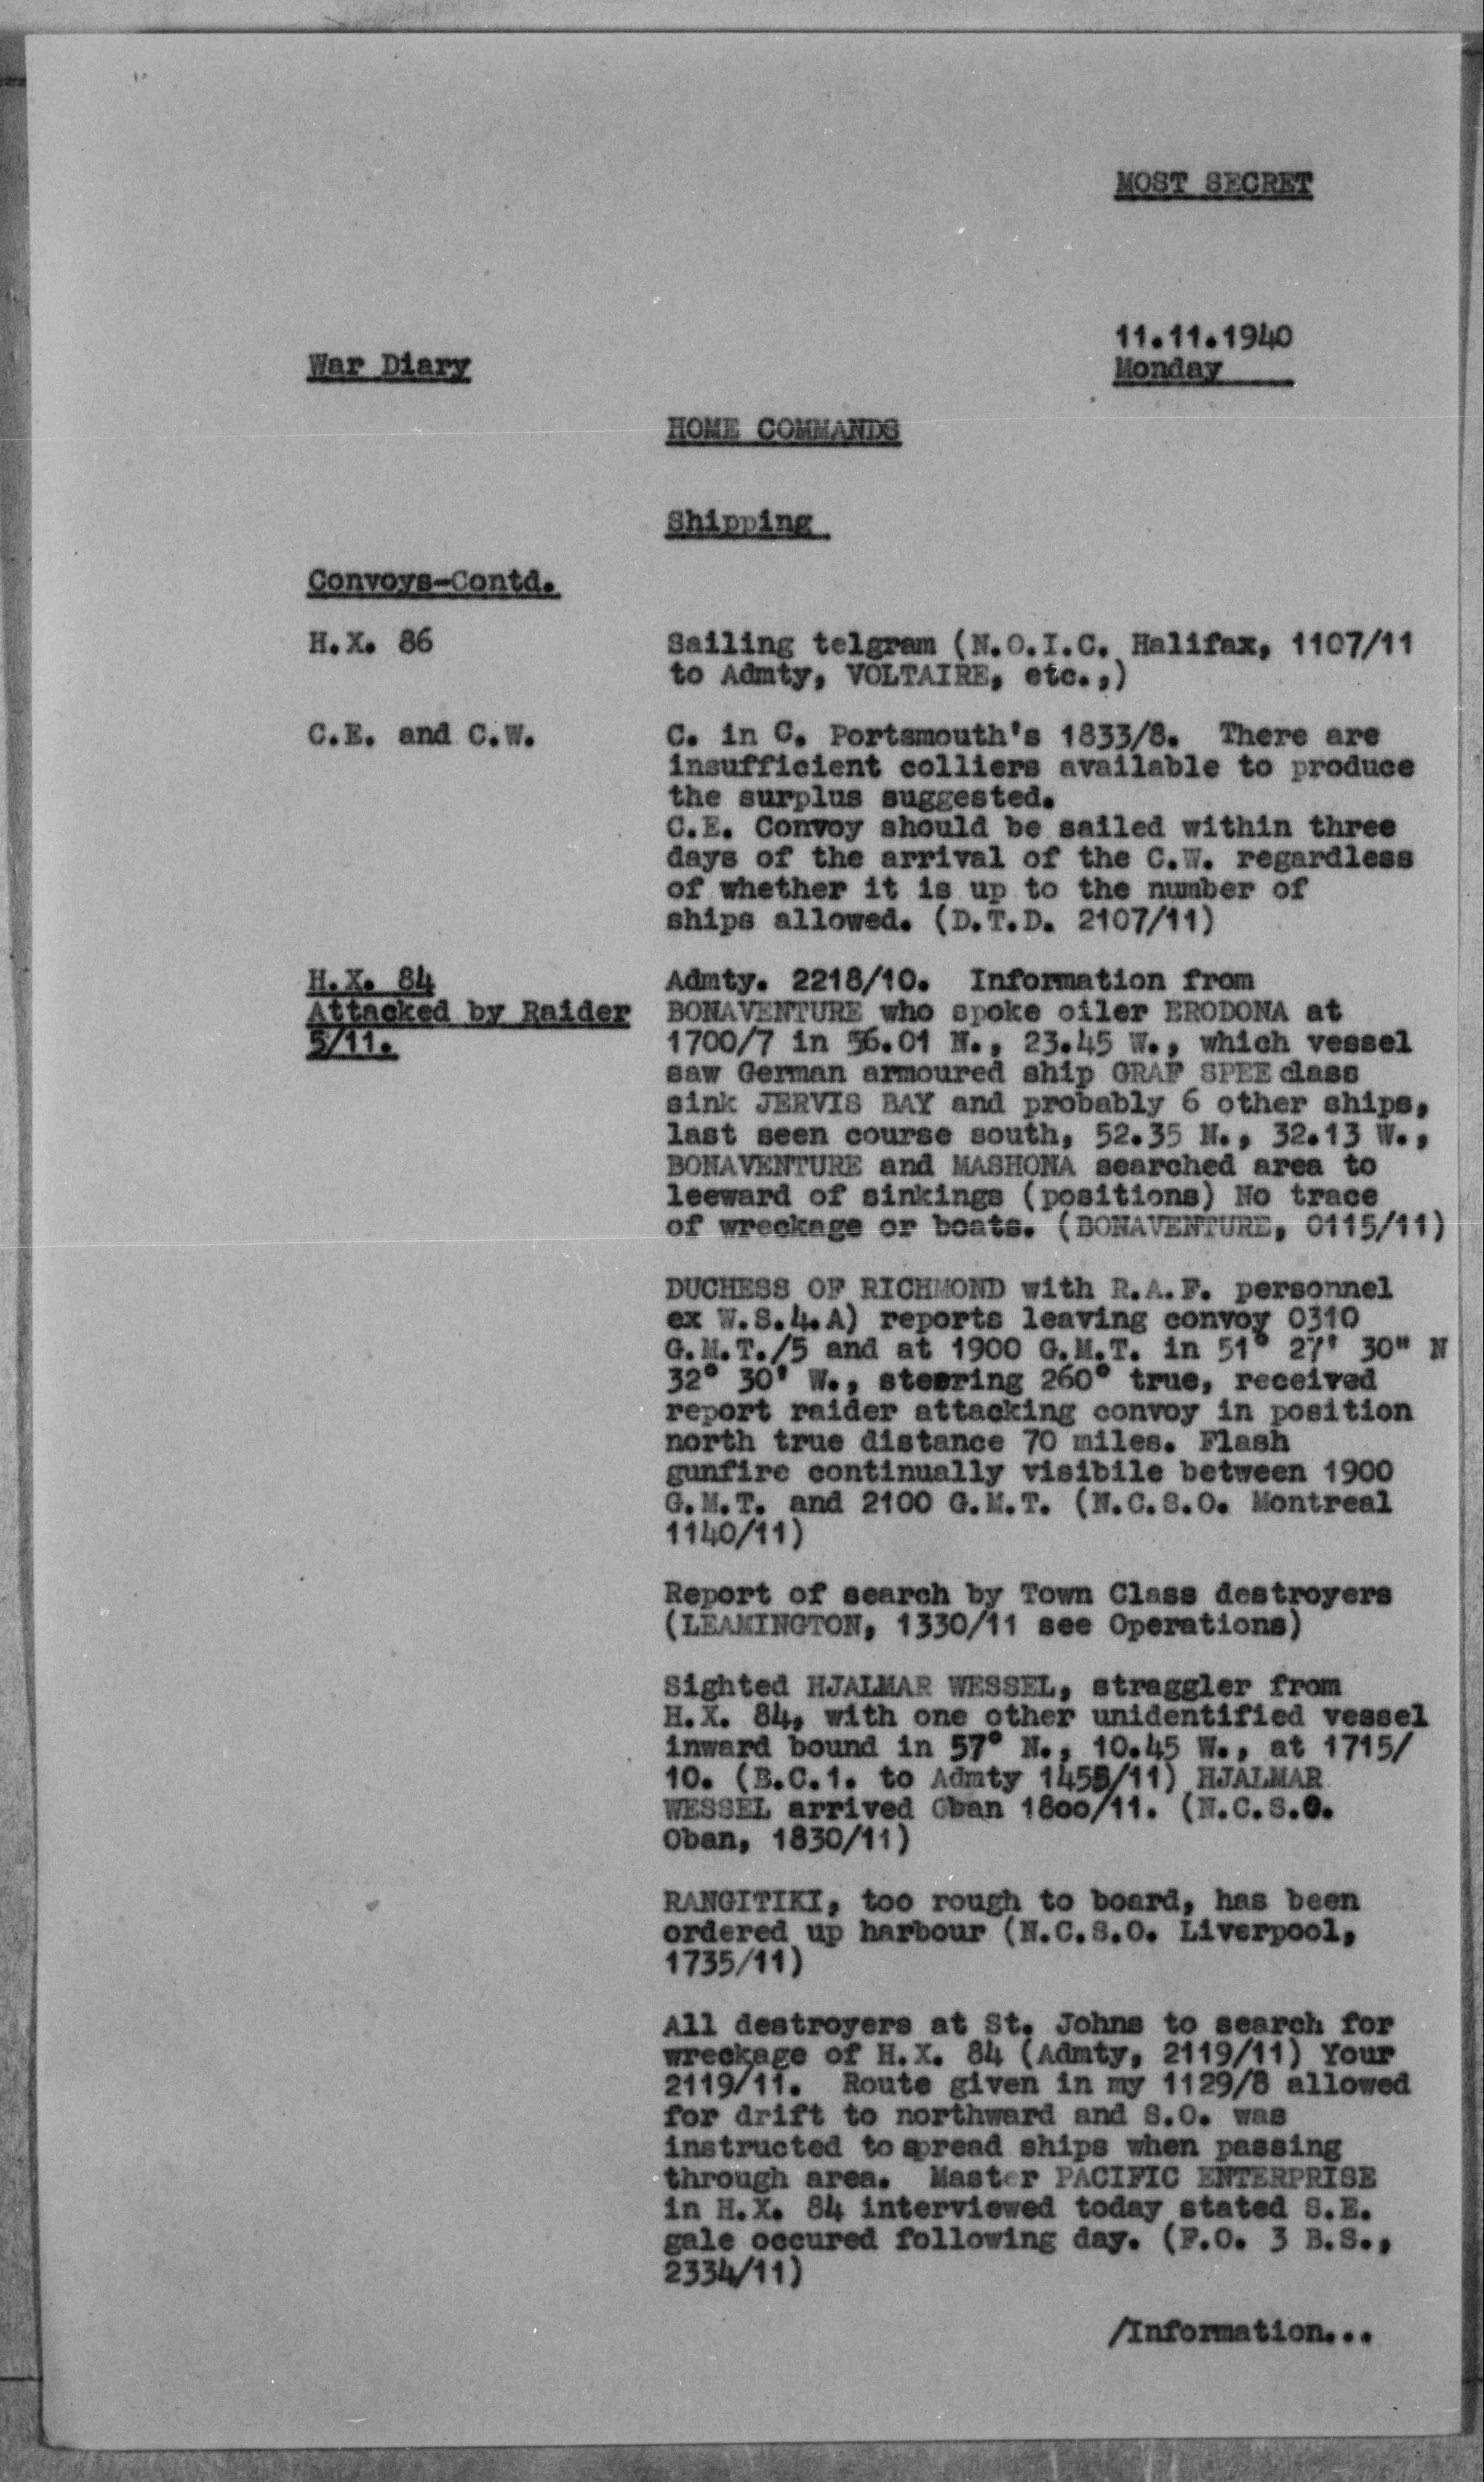 MOST SECRET
11.11.1940
War Diary
Monday
HOME COMMANDS
Shipping
Convoys-Contd.
H.X. 86
Sailing telgram (N.O.I.C. Halifax, 1107/11
to Admty, VOLTAIRE, etc.,)
C.E. and C.W.
C. in C. Portsmouth's 1833/8. There are
insufficient colliers available to produce
the surplus suggested.
C.E. Convoy should be sailed within three
days of the arrival of the C.W. regardless
of whether it is up to the number of
ships allowed. (D.T.D. 2107/11)
H.X. 84
Attacked by Raider
5/11.
Admty. 2218/10. Information from
BONAVENTURE who spoke oiler ERODONA at
1700/7 in 56.01 N., 23.45 W., which vessel
saw German armoured ship GRAF SPEE class
sink JERVIS BAY and probably 6 other ships,
last seen course south, 52.35 N., 32.13 W.,
BONAVENTURE and MASHONA searched area to
leeward of sinkings (positions) No trace
of wreckage or boats. (BONAVENTURE, 0115/11)
DUCHESS OF RICHMOND with R.A.F. personnel
ex W.S.4.A) reports leaving convoy 0310
G.M.T./5 and at 1900 G.M.T. in 51° 27' 30" N
32° 30' W., steering 260° true, received
report raider attacking convoy in position
north true distance 70 miles. Flash
gunfire continually visibile between 1900
G.M.T. and 2100 G.M.T. (N.C.S.O. Montreal
1140/11)
Report of search by Town Class destroyers
(LEAMINGTON, 1330/11 see Operations)
Sighted HJALMAR WESSEL, straggler from
H.X. 84, with one other unidentified vessel
inward bound in 57° N., 10.45 W., at 1715/
10. (B.C.1. to Admty 1455/11) HJALMAR
WESSEL arrived Oban 1800/11. (N.C.S.O.
Oban, 1830/11)
RANGITIKI, too rough to board, has been
ordered up harbour (N.C.S.O. Liverpool,
1735/11)
All destroyers at St. Johns to search for
wreckage of H.X. 84 (Admty, 2119/11) Your
2119/11. Route given in my 1129/8 allowed
for drift to northward and S.O. was
instructed to spread ships when passing
through area. Master PACIFIC ENTERPRISE
in H.X. 84 interviewed today stated S.E.
gale occured following day. (F.O. 3 B.S.,
2334/11)
/Information...